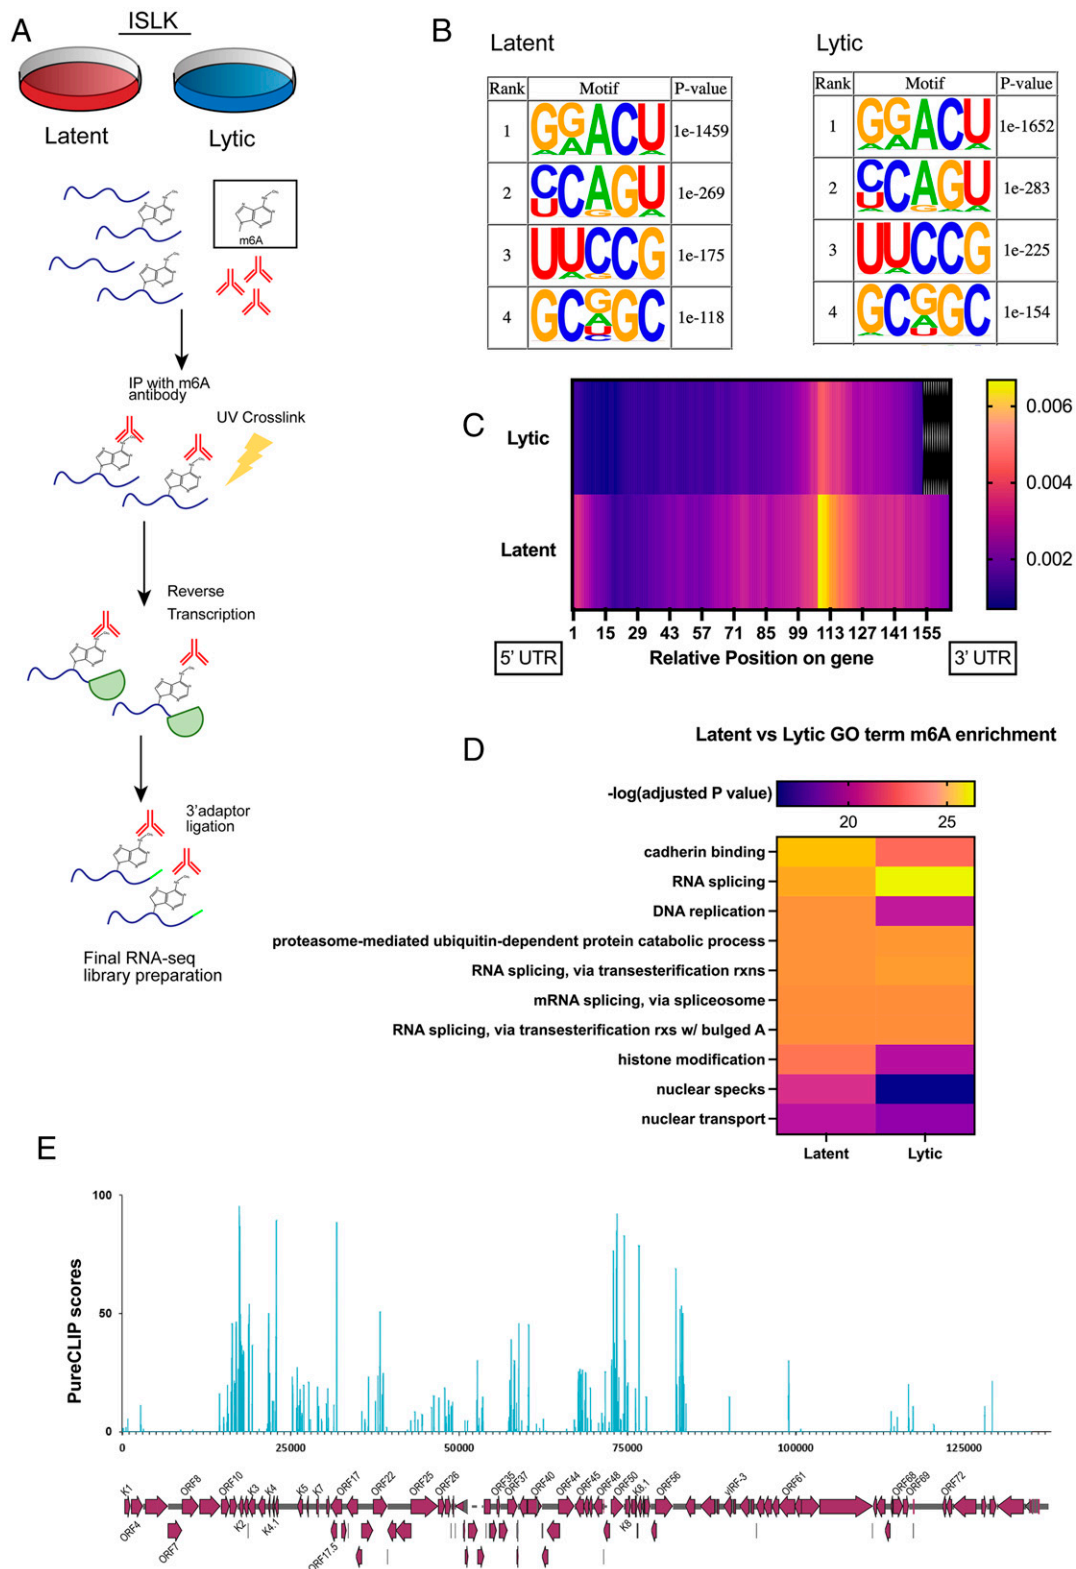 A
ISLK
Latent
Lytic
m6A
IP with m6A
antibody
UV Crosslink
Reverse
Transcription
3'adaptor
ligation
Final RNA-seq
library preparation
B
Latent
Rank Motif P-value
1 GGACU 1e-1459
2 CCAGU 1e-269
3 UUCCG 1e-175
4 GCGGC 1e-118
Lytic
Rank Motif P-value
1 GGACU 1e-1652
2 CCAGU 1e-283
3 UUCCG 1e-225
4 GCGGC 1e-154
C
Lytic
Latent
0.006
0.004
0.002
1 15 29 43 57 71 85 99 113 127 141 155
5' UTR
Relative Position on gene
3' UTR
D
Latent vs Lytic GO term m6A enrichment
-log(adjusted P value)
20 25
cadherin binding
RNA splicing
DNA replication
proteasome-mediated ubiquitin-dependent protein catabolic process
RNA splicing, via transesterification rxns
mRNA splicing, via spliceosome
RNA splicing, via transesterification rxs w/ bulged A
histone modification
nuclear specks
nuclear transport
Latent Lytic
E
PureCLIP scores
100
50
0
0 25000 50000 75000 100000 125000
K1 ORF8 ORF10 K3 K4 K5 K7 ORF17 ORF22 ORF25 ORF26 ORF35 ORF37 ORF40 ORF44 ORF45 ORF48 ORF50 K8.1 ORF56 vIRF-3 ORF61 ORF68 ORF69 ORF72
ORF4 ORF7 K2 K4.1 ORF17.5 K8